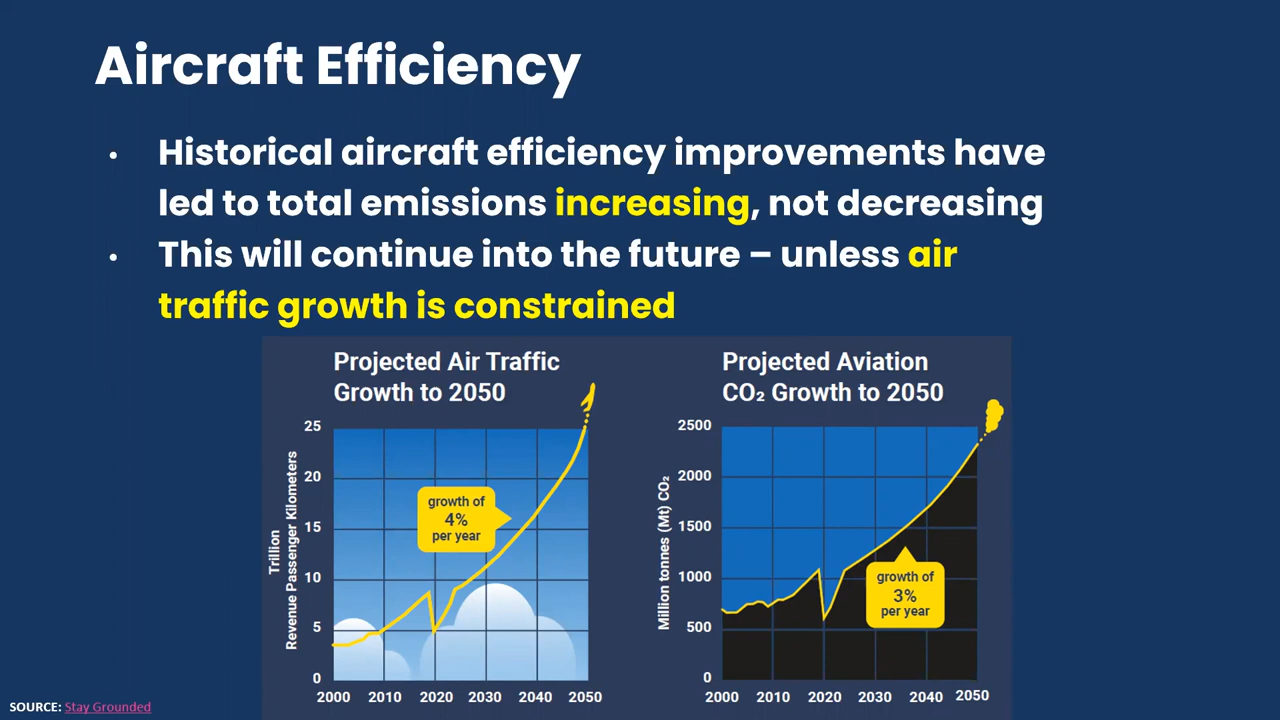 Aircraft Efficiency
• Historical aircraft efficiency improvements have
led to total emissions increasing, not decreasing
• This will continue into the future – unless air
traffic growth is constrained
Projected Air Traffic
Growth to 2050
Trillion
Revenue Passenger Kilometers
25
20
15
10
5
0
growth of
4%
per year
2000 2010 2020 2030 2040 2050
Projected Aviation
CO₂ Growth to 2050
Million tonnes (Mt) CO₂
2500
2000
1500
1000
500
0
growth of
3%
per year
2000 2010 2020 2030 2040 2050
SOURCE: Stay Grounded